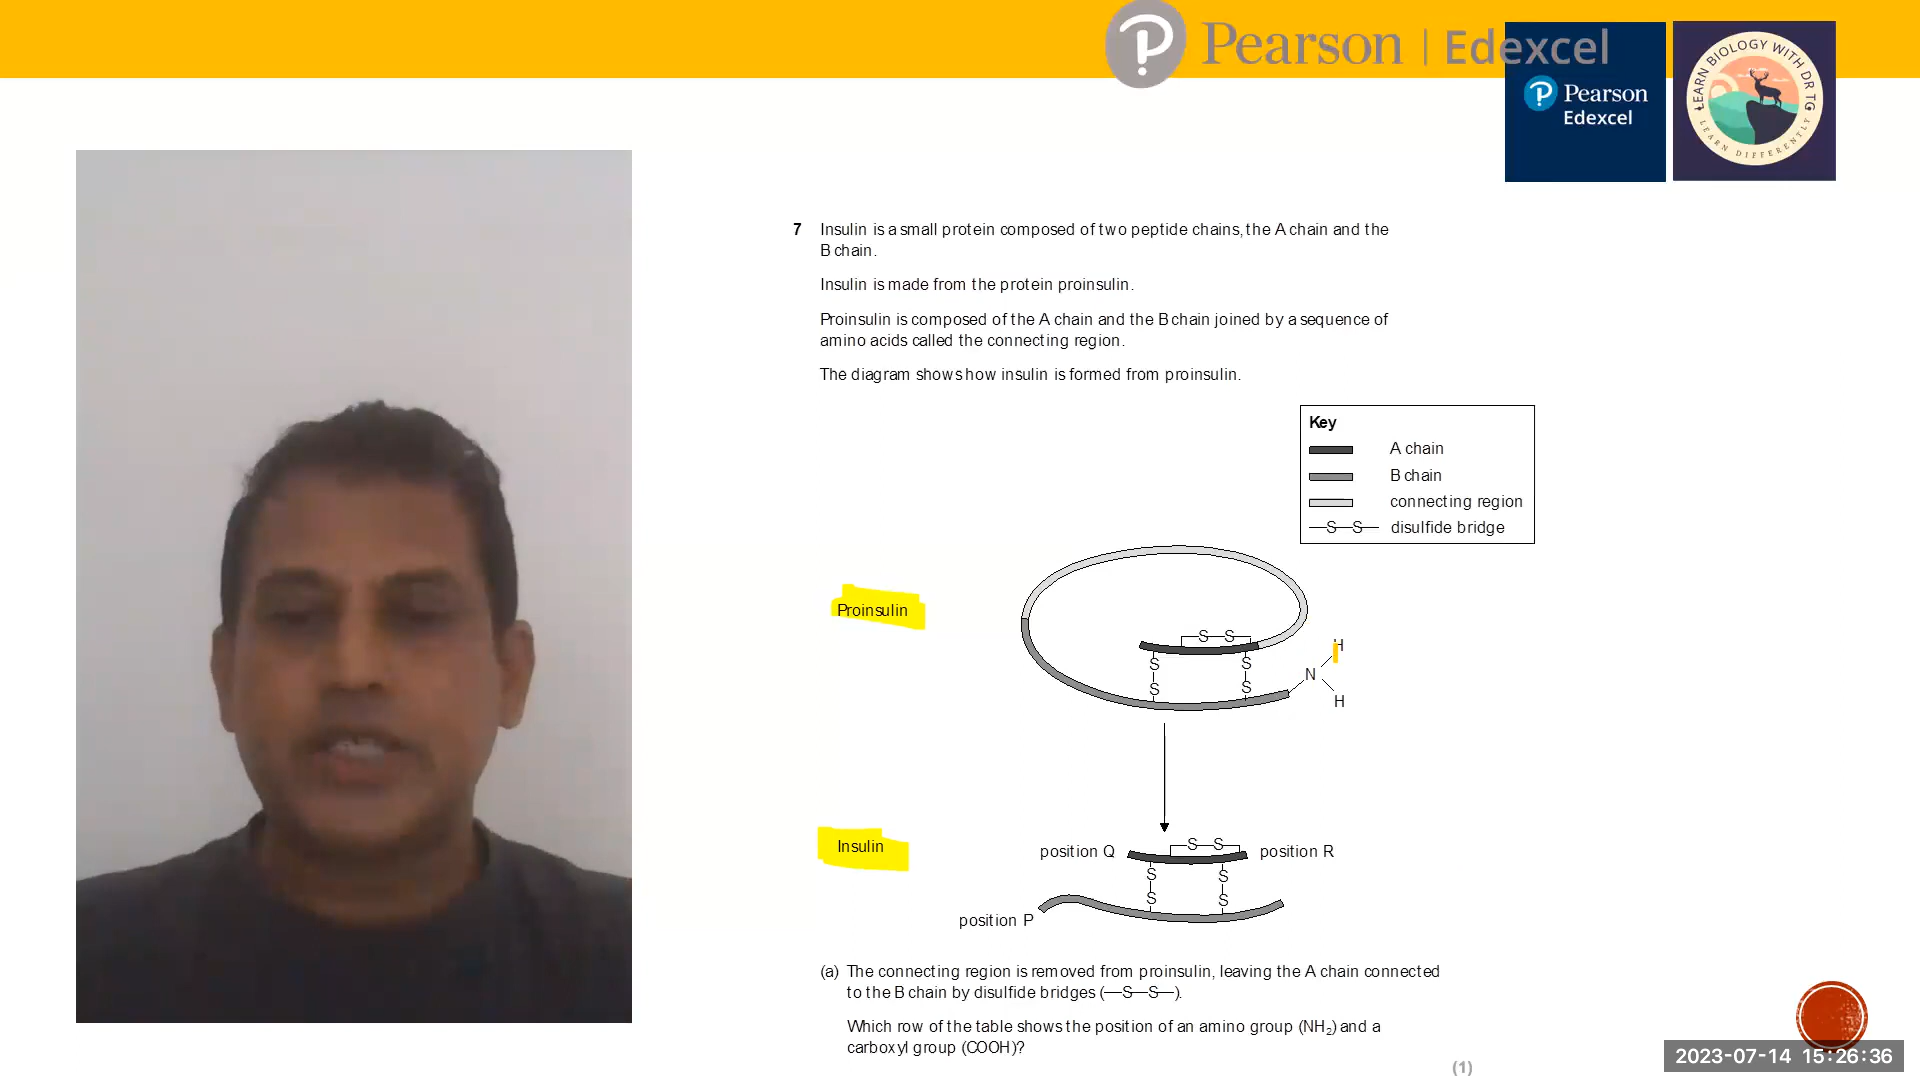 Pearson | Edexcel
Pearson
Edexcel
LEARN BIOLOGY WITH DR TG
LEARN DIFFERENTLY
7 Insulin is a small protein composed of two peptide chains, the A chain and the
B chain.
Insulin is made from the protein proinsulin.
Proinsulin is composed of the A chain and the B chain joined by a sequence of
amino acids called the connecting region.
The diagram shows how insulin is formed from proinsulin.
Key
A chain
B chain
connecting region
—S—S— disulfide bridge
Proinsulin
S—S
H
S S
N
S S
H
Insulin
position Q
S—S
position R
S S
S S
position P
(a) The connecting region is removed from proinsulin, leaving the A chain connected
to the B chain by disulfide bridges (—S—S—).
Which row of the table shows the position of an amino group (NH₂) and a
carboxyl group (COOH)?
(1)
2023-07-14 15:26:36